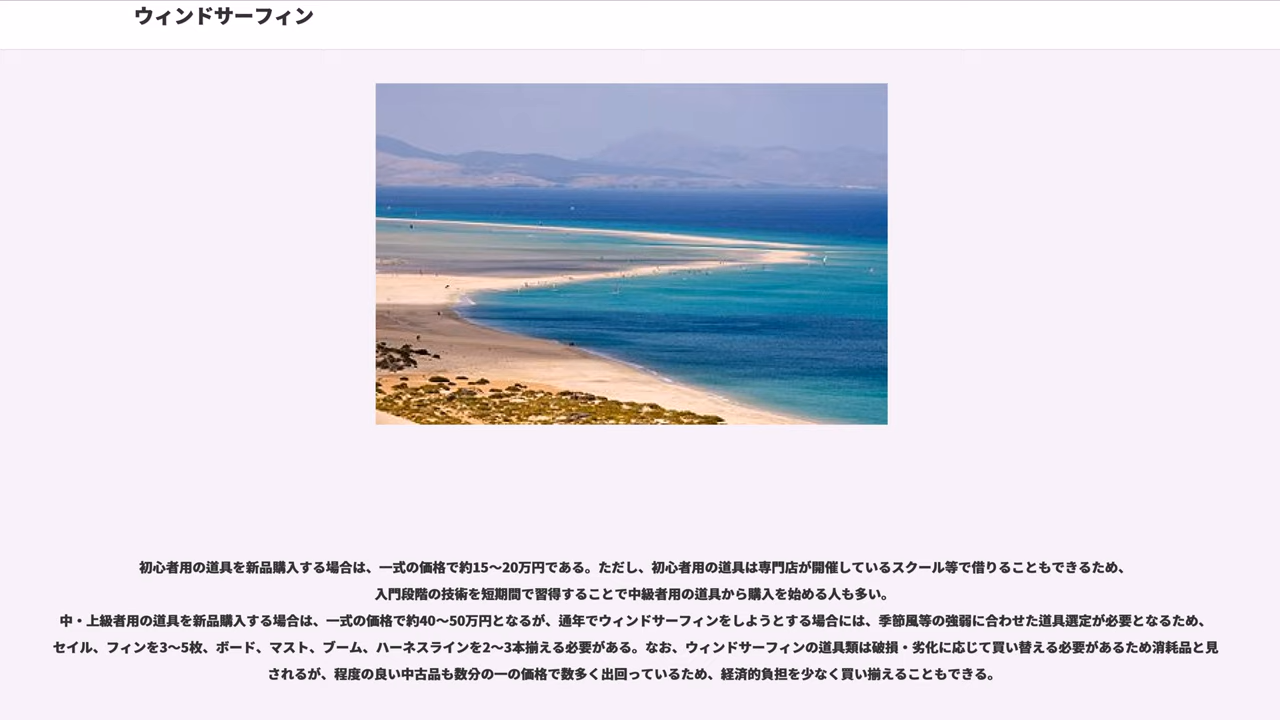 ウィンドサーフィン
初心者用の道具を新品購入する場合は、一式の価格で約15〜20万円である。ただし、初心者用の道具は専門店が開催しているスクール等で借りることもできるため、
入門段階の技術を短期間で習得することで中級者用の道具から購入を始める人も多い。
中・上級者用の道具を新品購入する場合は、一式の価格で約40〜50万円となるが、通年でウィンドサーフィンをしようとする場合には、季節風等の強弱に合わせた道具選定が必要となるため、
セイル、フィンを3〜5枚、ボード、マスト、ブーム、ハーネスラインを2〜3本揃える必要がある。なお、ウィンドサーフィンの道具類は破損・劣化に応じて買い替える必要があるため消耗品と見
されるが、程度の良い中古品も数分の一の価格で数多く出回っているため、経済的負担を少なく買い揃えることもできる。